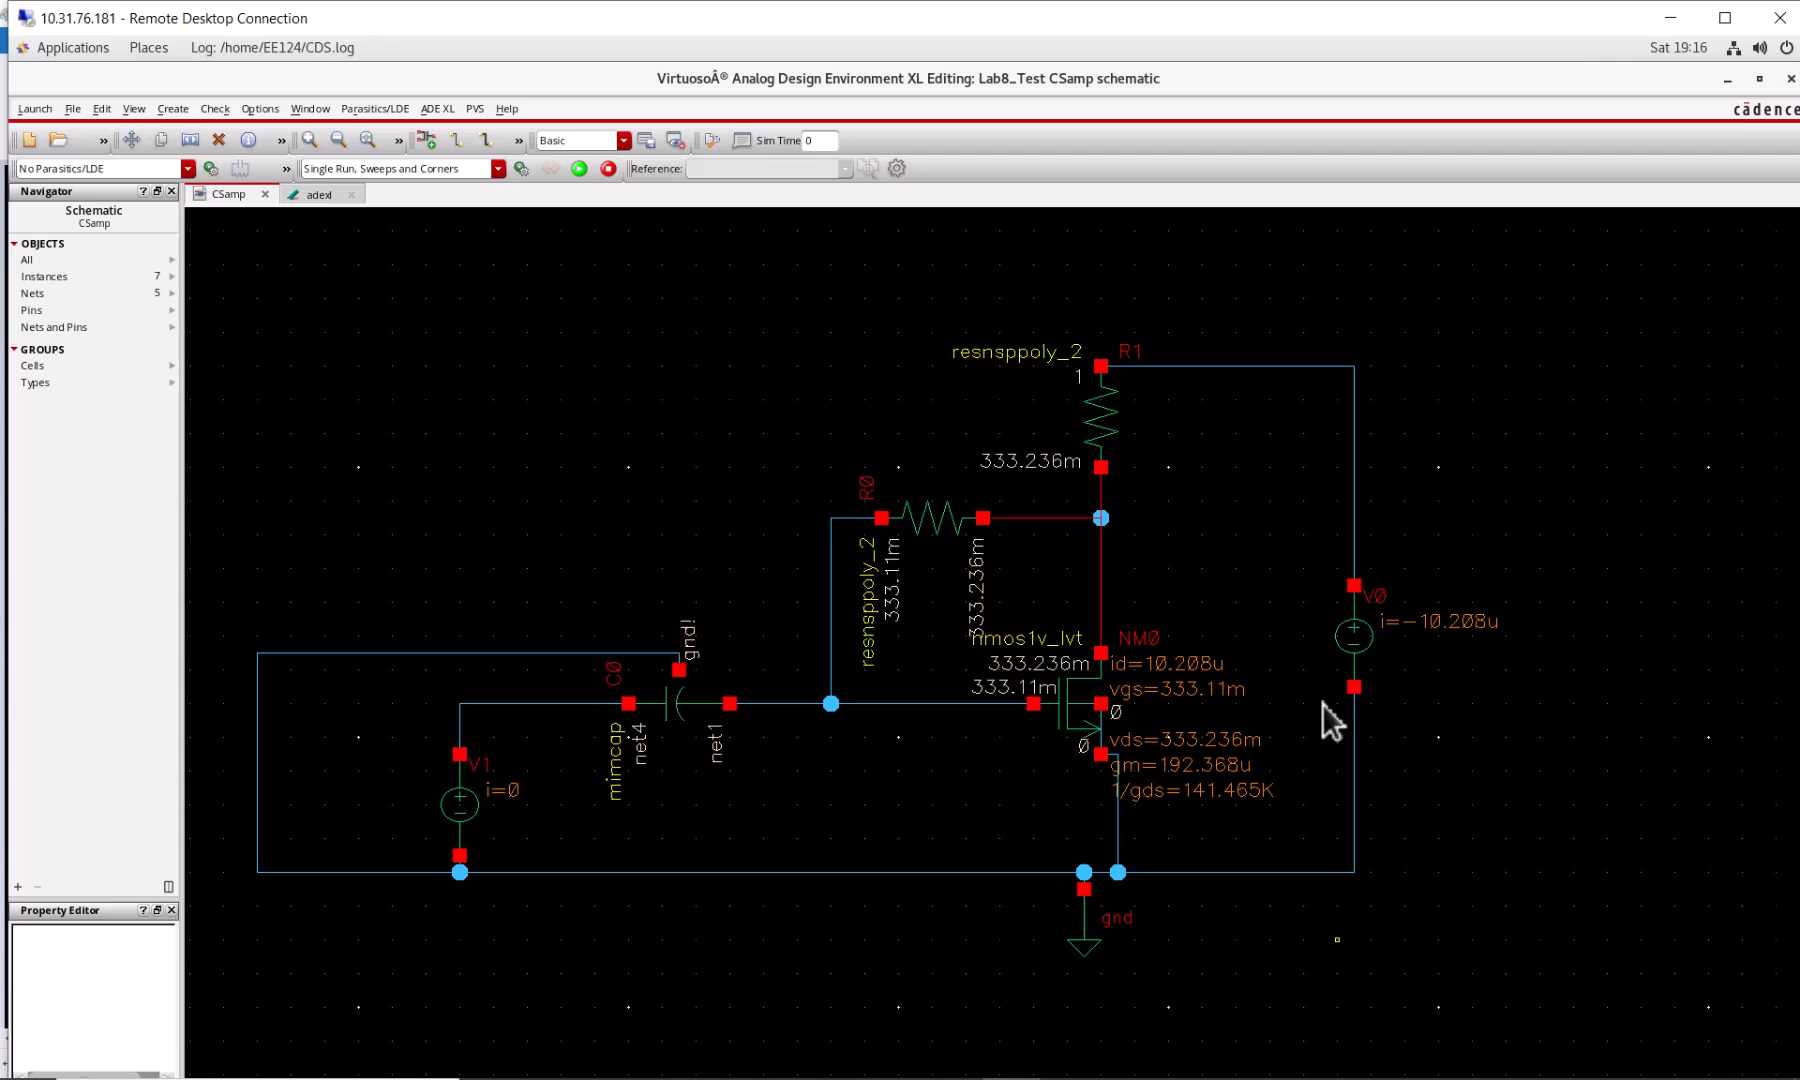 10.31.76.181 - Remote Desktop Connection
Applications Places Log: /home/EE124/CDS.log Sat 19:16
VirtuosoÂ® Analog Design Environment XL Editing: Lab8_Test CSamp schematic
Launch File Edit View Create Check Options Window Parasitics/LDE ADE XL PVS Help cādence
» » » » Basic Sim Time 0
No Parasitics/LDE » Single Run, Sweeps and Corners Reference:
Navigator ? CSamp adexl
Schematic
CSamp
OBJECTS
All
Instances 7
Nets 5
Pins
Nets and Pins
GROUPS
Cells
Types
Property Editor ?
resnsppoly_2 R1
1
333.236m
R0
resnsppoly_2
333.11m
333.236m
V0
i=-10.208u
nmos1v_lvt NM0
333.236m id=10.208u
333.11m vgs=333.11m
0
0 vds=333.236m
gm=192.368u
1/gds=141.465K
gnd!
C0
mimcap
net4
net1
V1
i=0
gnd